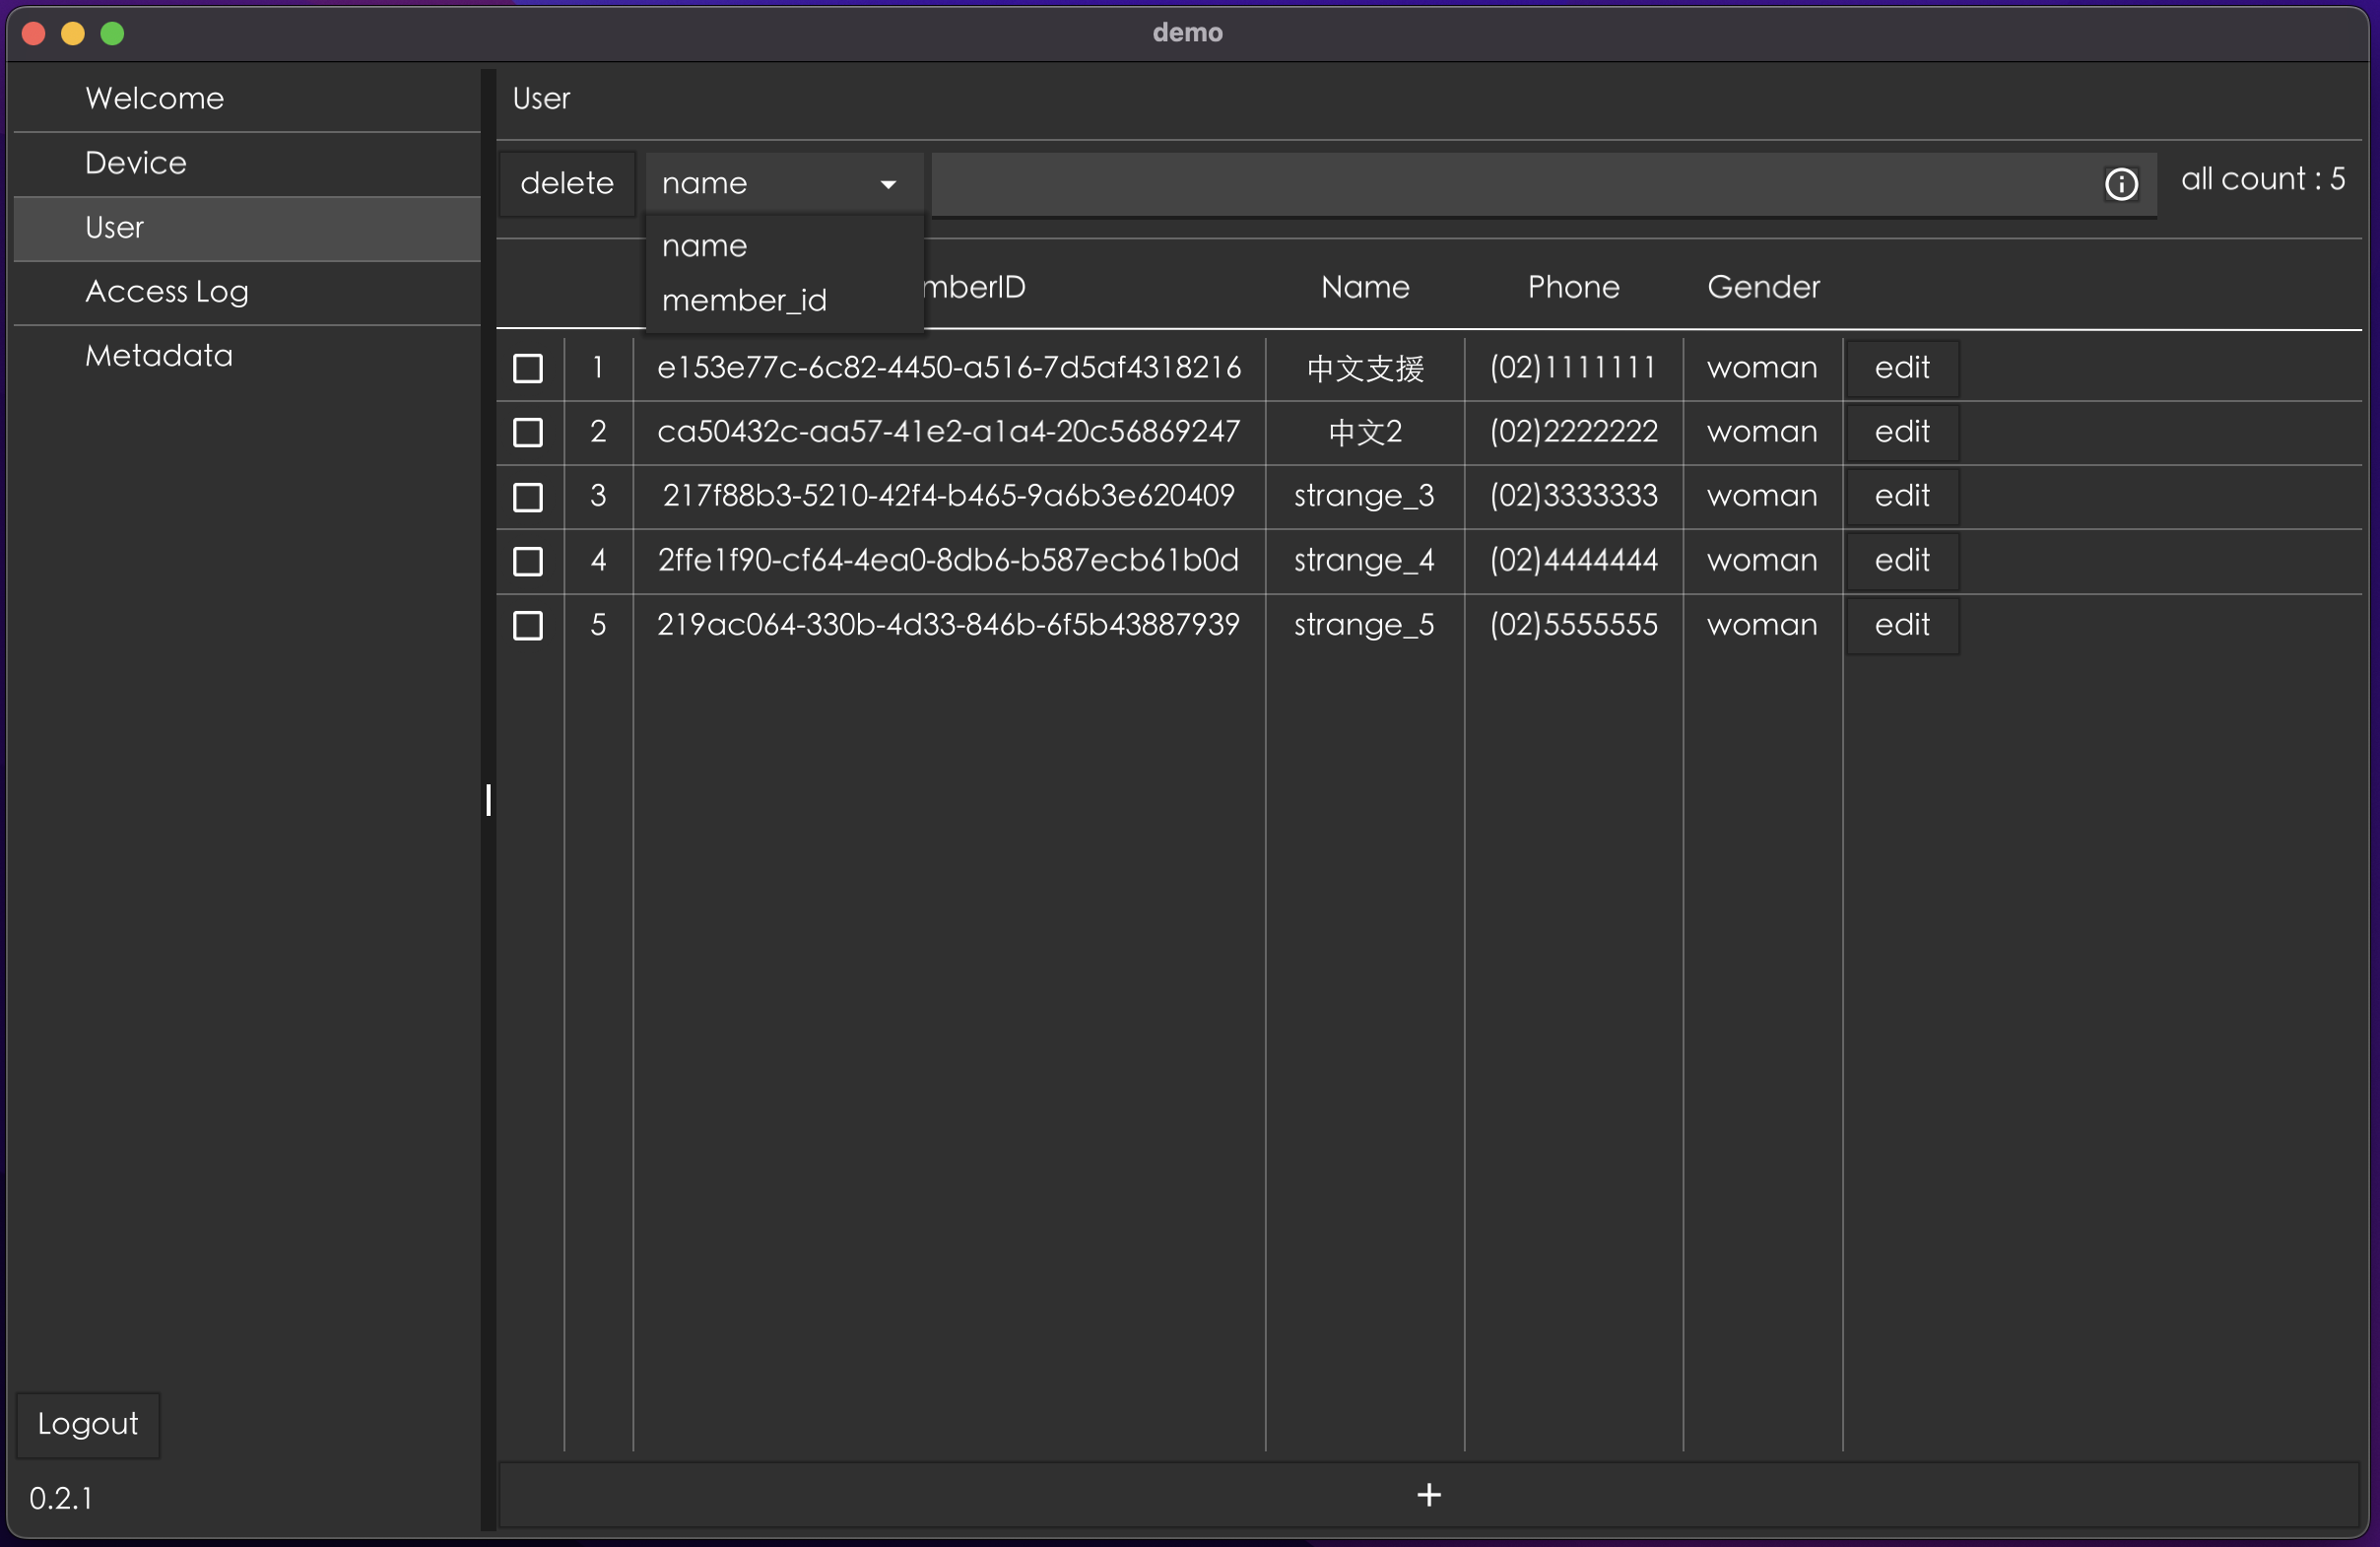 demo
Welcome
Device
User
Access Log
Metadata
Logout
0.2.1
User
delete name all count : 5
name
member_id
mberID Name Phone Gender
1 e153e77c-6c82-4450-a516-7d5af4318216 中文支援 (02)1111111 woman edit
2 ca50432c-aa57-41e2-a1a4-20c56869247 中文2 (02)2222222 woman edit
3 217f88b3-5210-42f4-b465-9a6b3e620409 strange_3 (02)3333333 woman edit
4 2ffe1f90-cf64-4ea0-8db6-b587ecb61b0d strange_4 (02)4444444 woman edit
5 219ac064-330b-4d33-846b-6f5b43887939 strange_5 (02)5555555 woman edit
+